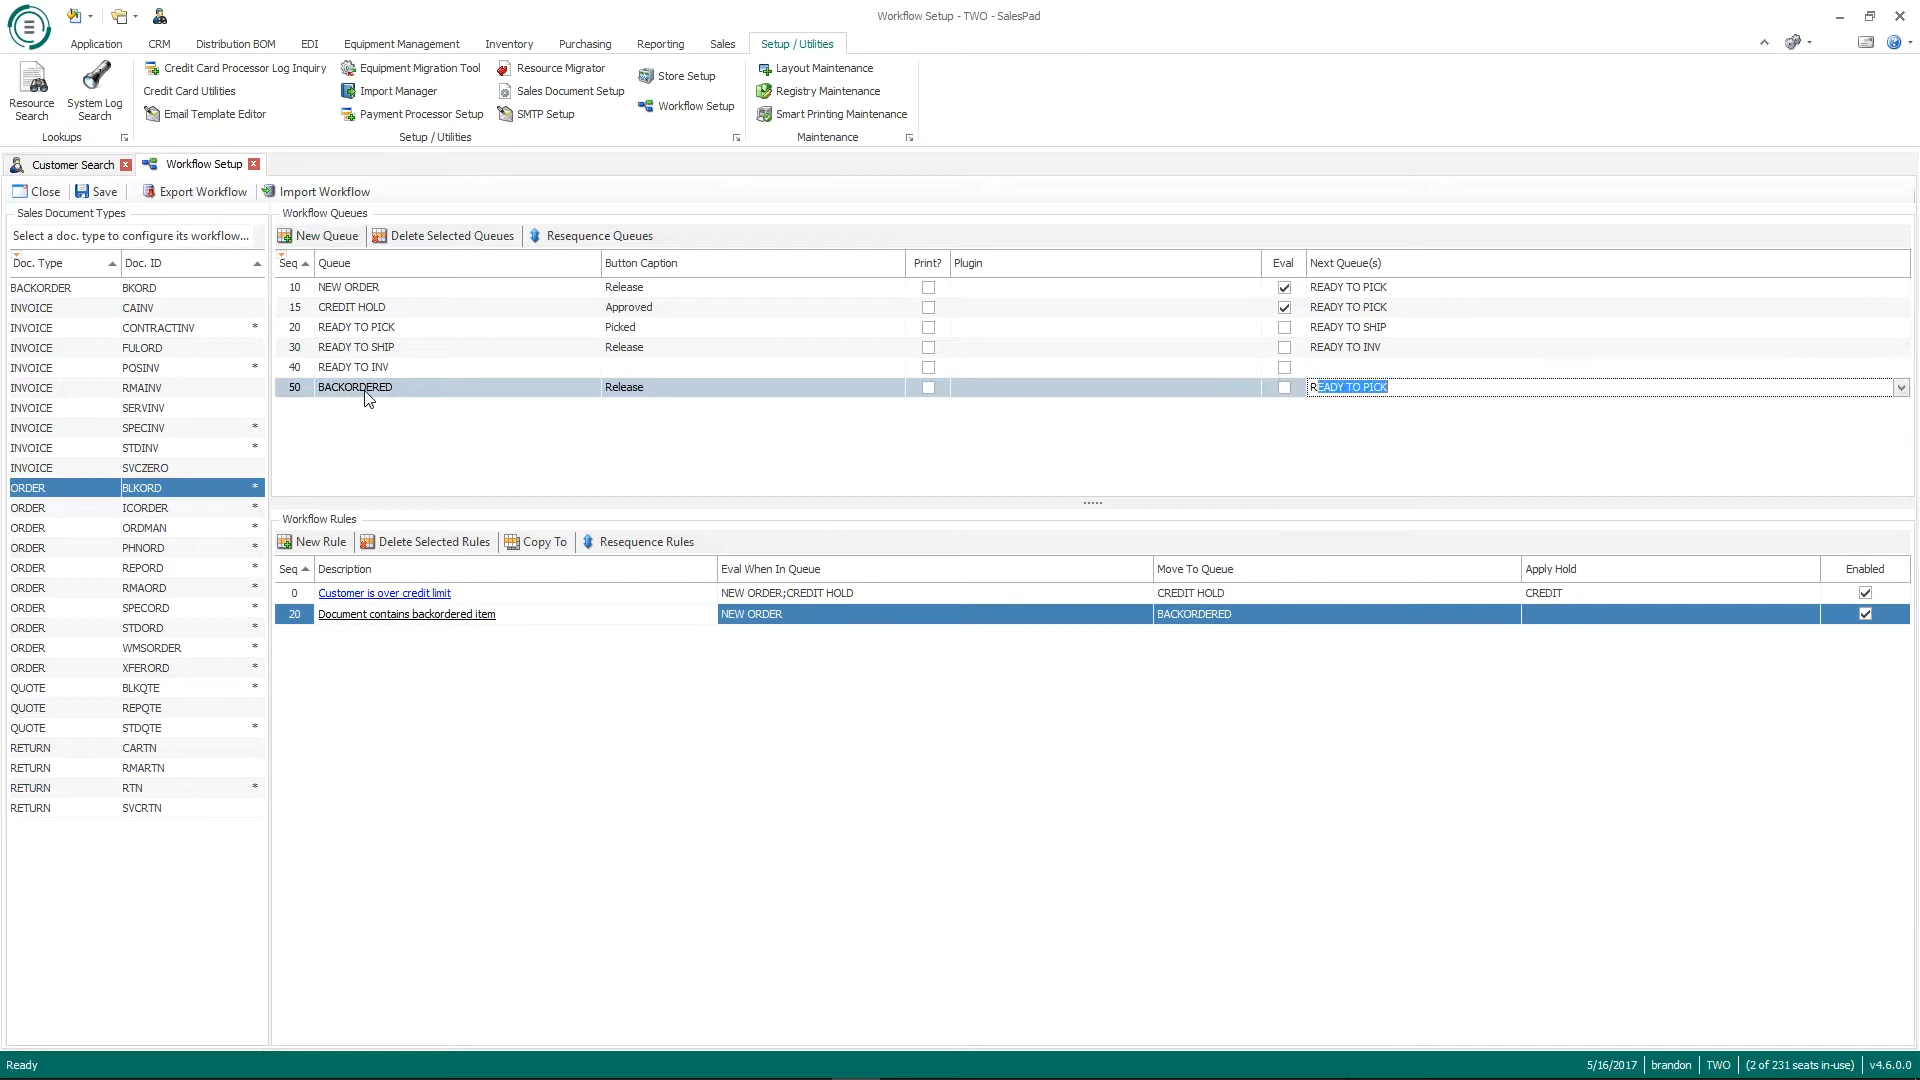 Workflow Setup - TWO - SalesPad
Application CRM Distribution BOM EDI Equipment Management Inventory Purchasing Reporting Sales Setup / Utilities
Resource Search
System Log Search
Lookups
Credit Card Processor Log Inquiry
Credit Card Utilities
Email Template Editor
Equipment Migration Tool
Import Manager
Payment Processor Setup
Resource Migrator
Sales Document Setup
SMTP Setup
Store Setup
Workflow Setup
Setup / Utilities
Layout Maintenance
Registry Maintenance
Smart Printing Maintenance
Maintenance
Customer Search Workflow Setup
Close Save Export Workflow Import Workflow
Sales Document Types
Select a doc. type to configure its workflow...
Doc. Type Doc. ID
BACKORDER BKORD
INVOICE CAINV
INVOICE CONTRACTINV *
INVOICE FULORD
INVOICE POSINV *
INVOICE RMAINV
INVOICE SERVINV
INVOICE SPECINV *
INVOICE STDINV *
INVOICE SVCZERO
ORDER BLKORD *
ORDER ICORDER *
ORDER ORDMAN *
ORDER PHNORD *
ORDER REPORD *
ORDER RMAORD *
ORDER SPECORD *
ORDER STDORD *
ORDER WMSORDER *
ORDER XFERORD *
QUOTE BLKQTE *
QUOTE REPQTE
QUOTE STDQTE *
RETURN CARTN
RETURN RMARTN
RETURN RTN *
RETURN SVCRTN
Workflow Queues
New Queue Delete Selected Queues Resequence Queues
Seq Queue Button Caption Print? Plugin Eval Next Queue(s)
10 NEW ORDER Release READY TO PICK
15 CREDIT HOLD Approved READY TO PICK
20 READY TO PICK Picked READY TO SHIP
30 READY TO SHIP Release READY TO INV
40 READY TO INV
50 BACKORDERED Release READY TO PICK
Workflow Rules
New Rule Delete Selected Rules Copy To Resequence Rules
Seq Description Eval When In Queue Move To Queue Apply Hold Enabled
0 Customer is over credit limit NEW ORDER;CREDIT HOLD CREDIT HOLD CREDIT
20 Document contains backordered item NEW ORDER BACKORDERED
Ready 5/16/2017 brandon TWO (2 of 231 seats in-use) v4.6.0.0